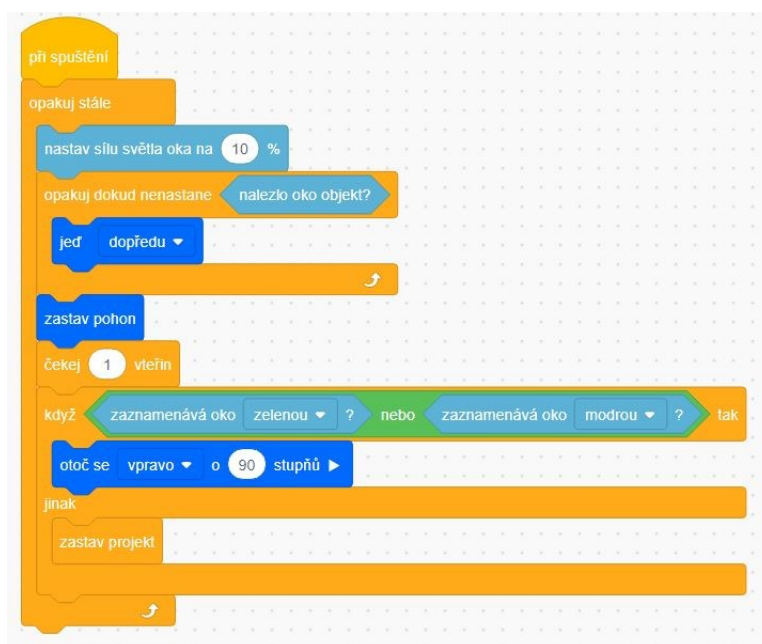 při spuštění
opakuj stále
nastav sílu světla oka na 10 %
opakuj dokud nenastane nalezlo oko objekt?
jeď dopředu
zastav pohon
čekej 1 vteřin
když zaznamenává oko zelenou ? nebo zaznamenává oko modrou ? tak
otoč se vpravo o 90 stupňů
jinak
zastav projekt